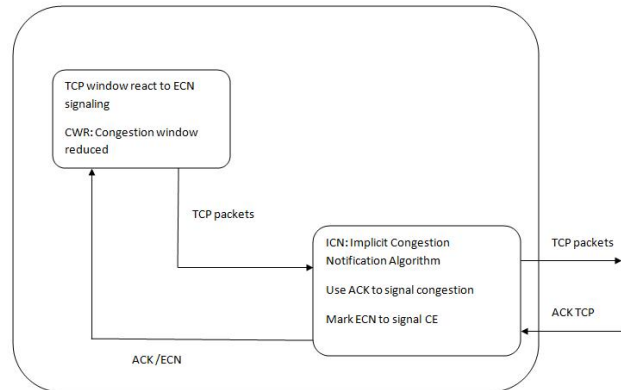 TCP window react to ECN
signaling
CWR: Congestion window
reduced
TCP packets
ICN: Implicit Congestion
Notification Algorithm
Use ACK to signal congestion
Mark ECN to signal CE
TCP packets
ACK TCP
ACK/ECN